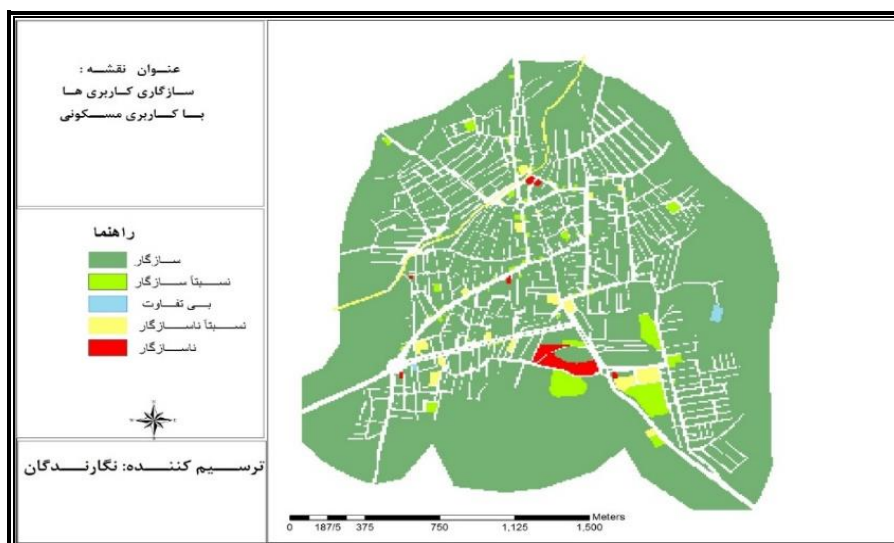 عنوان نقشه :
سازگاری کاربری ها
با کاربری مسکونی
راهنما
سازگار
نسبتاً سازگار
بی تفاوت
نسبتاً ناسازگار
ناسازگار
ترسیم کننده: نگارندگان
Meters
0 187/5 375 750 1,125 1,500